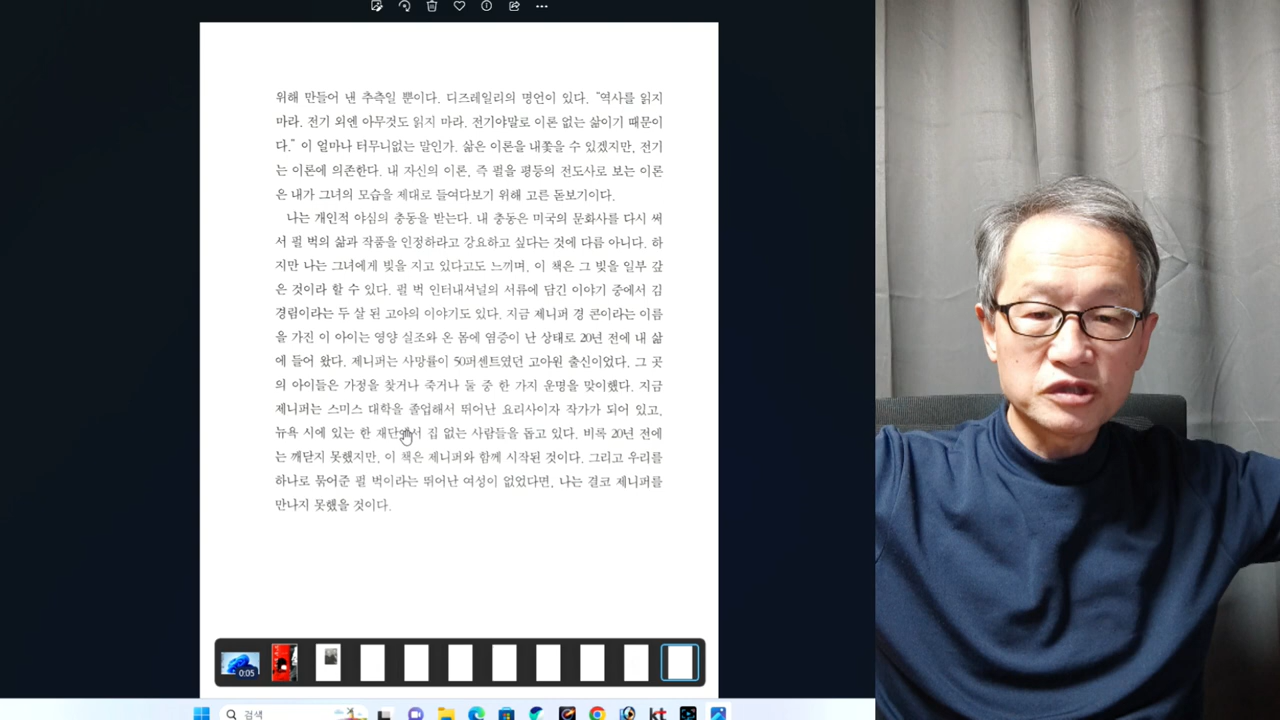 위해 만들어 낸 추측일 뿐이다. 디즈레일리의 명언이 있다. "역사를 읽지
마라. 전기 외엔 아무것도 읽지 마라. 전기야말로 이론 없는 삶이기 때문이
다." 이 얼마나 터무니없는 말인가. 삶은 이론을 내쫓을 수 있겠지만, 전기
는 이론에 의존한다. 내 자신의 이론, 즉 펄을 평등의 전도사로 보는 이론
은 내가 그녀의 모습을 제대로 들여다보기 위해 고른 돋보기이다.
나는 개인적 야심의 충동을 받는다. 내 충동은 미국의 문화사를 다시 써
서 펄 벅의 삶과 작품을 인정하라고 강요하고 싶다는 것에 다름 아니다. 하
지만 나는 그녀에게 빚을 지고 있다고도 느끼며, 이 책은 그 빚을 일부 갚
은 것이라 할 수 있다. 펄 벅 인터내셔널의 서류에 담긴 이야기 중에서 김
경림이라는 두 살 된 고아의 이야기도 있다. 지금 제니퍼 경 콘이라는 이름
을 가진 이 아이는 영양 실조와 온 몸에 염증이 난 상태로 20년 전에 내 삶
에 들어 왔다. 제니퍼는 사망률이 50퍼센트였던 고아원 출신이었다. 그 곳
의 아이들은 가정을 찾거나 죽거나 둘 중 한 가지 운명을 맞이했다. 지금
제니퍼는 스미스 대학을 졸업해서 뛰어난 요리사이자 작가가 되어 있고,
뉴욕 시에 있는 한 재단에서 집 없는 사람들을 돕고 있다. 비록 20년 전에
는 깨닫지 못했지만, 이 책은 제니퍼와 함께 시작된 것이다. 그리고 우리를
하나로 묶어준 펄 벅이라는 뛰어난 여성이 없었다면, 나는 결코 제니퍼를
만나지 못했을 것이다.
0:05
검색
kt